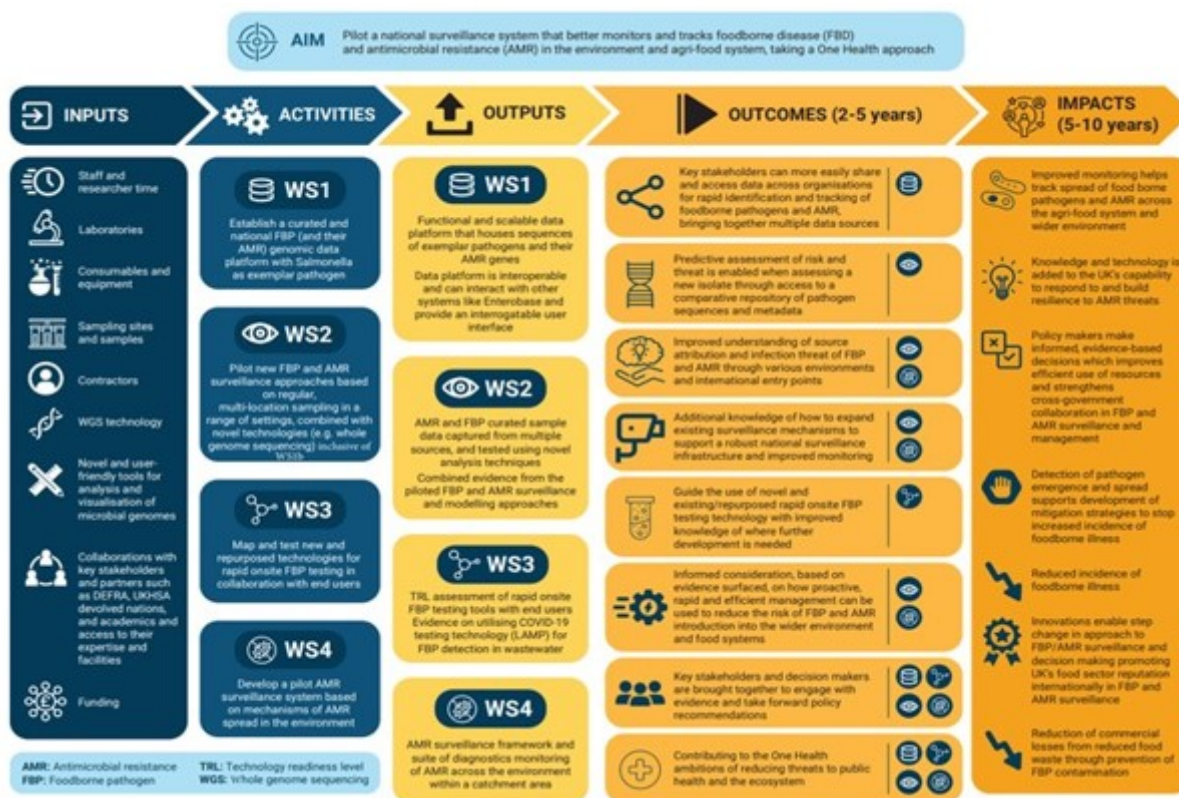 AIM
Pilot a national surveillance system that better monitors and tracks foodborne disease (FBD)
and antimicrobial resistance (AMR) in the environment and agri-food system, taking a One Health approach
INPUTS
Staff and
researcher time
Laboratories
Consumables and
equipment
Sampling sites
and samples
Contractors
WGS technology
Novel and user-
friendly tools for
analysis and
visualisation of
microbial genomes
Collaborations with
key stakeholders
and partners such
as DEFRA, UKHSA
devolved nations,
and academics and
access to their
expertise and
facilities
Funding
ACTIVITIES
WS1
Establish a curated and
national FBP (and their
AMR) genomic data
platform with Salmonella
as exemplar pathogen
WS2
Pilot new FBP and AMR
surveillance approaches based
on regular,
multi-location sampling in a
range of settings, combined with
novel technologies (e.g. whole
genome sequencing) inclusive of WS1b
WS3
Map and test new and
repurposed technologies for
rapid onsite FBP testing in
collaboration with end users
WS4
Develop a pilot AMR
surveillance system based
on mechanisms of AMR
spread in the environment
OUTPUTS
WS1
Functional and scalable data
platform that houses sequences
of exemplar pathogens and their
AMR genes
Data platform is interoperable
and can interact with other
systems like Enterobase and
provide an interrogatable user
interface
WS2
AMR and FBP curated sample
data captured from multiple
sources, and tested using novel
analysis techniques
Combined evidence from the
piloted FBP and AMR surveillance
and modelling approaches
WS3
TRL assessment of rapid onsite
FBP testing tools with end users
Evidence on utilising COVID-19
testing technology (LAMP) for
FBP detection in wastewater
WS4
AMR surveillance framework and
suite of diagnostics monitoring
of AMR across the environment
within a catchment area
OUTCOMES (2-5 years)
Key stakeholders can more easily share
and access data across organisations
for rapid identification and tracking of
foodborne pathogens and AMR,
bringing together multiple data sources
Predictive assessment of risk and
threat is enabled when assessing a
new isolate through access to a
comparative repository of pathogen
sequences and metadata
Improved understanding of source
attribution and infection threat of FBP
and AMR through various environments
and international entry points
Additional knowledge of how to expand
existing surveillance mechanisms to
support a robust national surveillance
infrastructure and improved monitoring
Guide the use of novel and
existing/repurposed rapid onsite FBP
testing technology with improved
knowledge of where further
development is needed
Informed consideration, based on
evidence surfaced, on how proactive,
rapid and efficient management can be
used to reduce the risk of FBP and AMR
introduction into the wider environment
and food systems
Key stakeholders and decision makers
are brought together to engage with
evidence and take forward policy
recommendations
Contributing to the One Health
ambitions of reducing threats to public
health and the ecosystem
IMPACTS
(5-10 years)
Improved monitoring helps
track spread of food borne
pathogens and AMR across
the agri-food system and
wider environment
Knowledge and technology is
added to the UK's capability
to respond to and build
resilience to AMR threats
Policy makers make
informed, evidence-based
decisions which improves
efficient use of resources
and strengthens
cross-government
collaboration in FBP and
AMR surveillance and
management
Detection of pathogen
emergence and spread
supports development of
mitigation strategies to stop
increased incidence of
foodborne illness
Reduced incidence of
foodborne illness
Innovations enable step
change in approach to
FBP/AMR surveillance and
decision making promoting
UK's food sector reputation
internationally in FBP and
AMR surveillance
Reduction of commercial
losses from reduced food
waste through prevention of
FBP contamination
AMR: Antimicrobial resistance
FBP: Foodborne pathogen
TRL: Technology readiness level
WGS: Whole genome sequencing